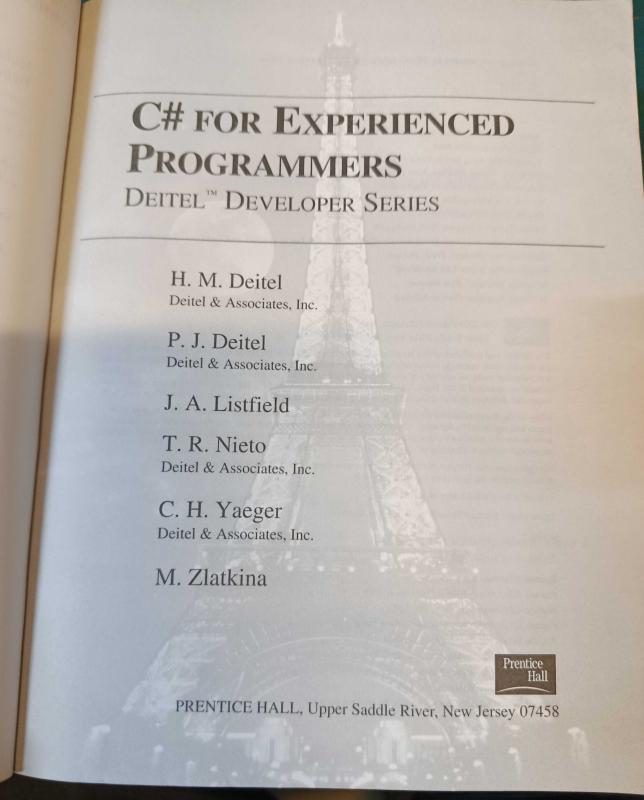 C# FOR EXPERIENCED
PROGRAMMERS
DEITEL™ DEVELOPER SERIES
H. M. Deitel
Deitel & Associates, Inc.
P. J. Deitel
Deitel & Associates, Inc.
J. A. Listfield
T. R. Nieto
Deitel & Associates, Inc.
C. H. Yaeger
Deitel & Associates, Inc.
M. Zlatkina
Prentice
Hall
PRENTICE HALL, Upper Saddle River, New Jersey 07458